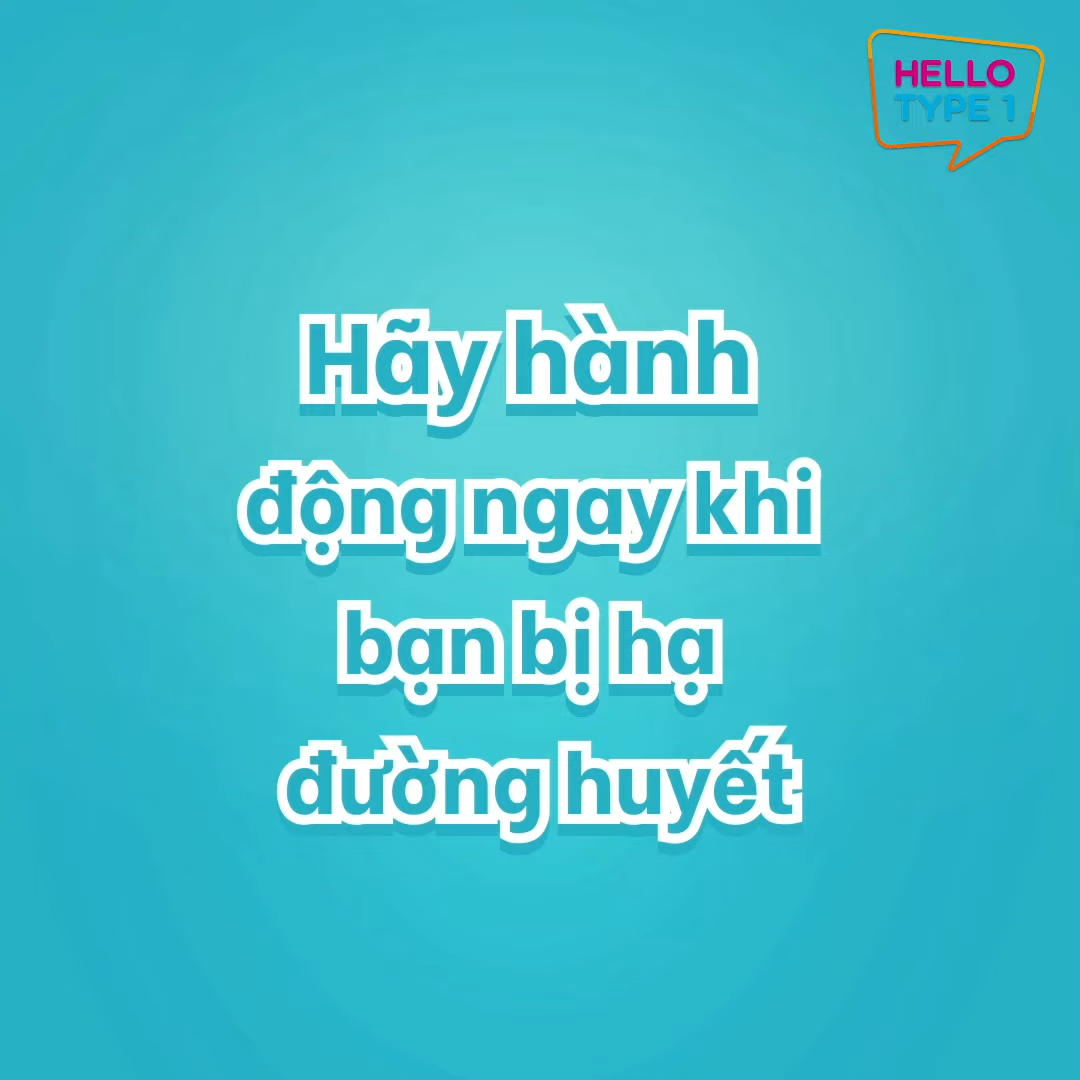 HELLO
TYPE 1
Hãy hành
động ngay khi
bạn bị hạ
đường huyết